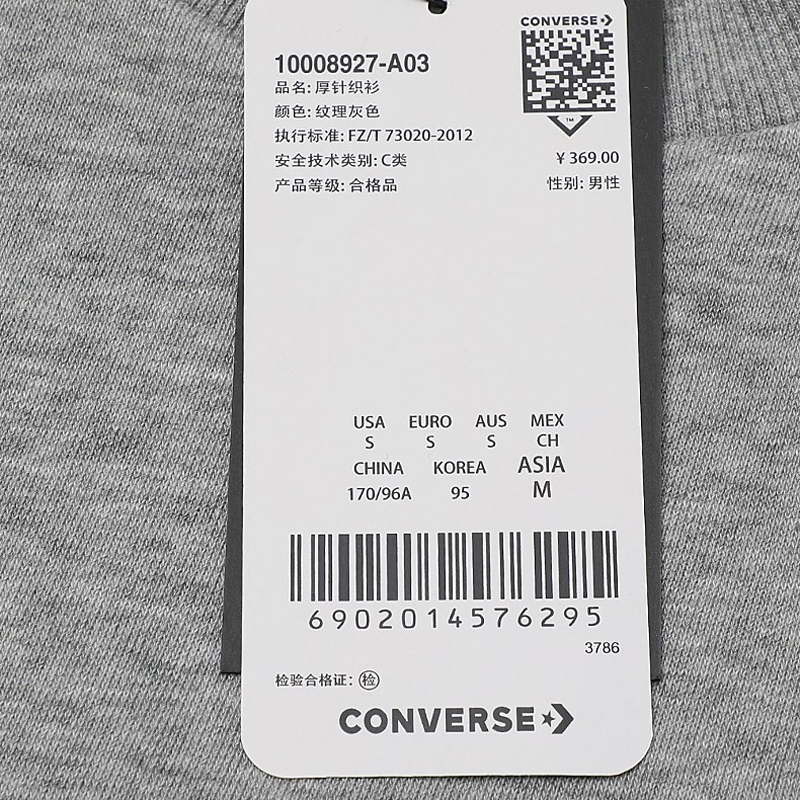 CONVERSE
10008927-A03
品名: 厚针织衫
颜色: 纹理灰色
执行标准: FZ/T 73020-2012
安全技术类别: C类
产品等级: 合格品
TM
¥ 369.00
性别: 男性
USA EURO AUS MEX
S S S CH
CHINA KOREA ASIA
170/96A 95 M
6902014576295
3786
检验合格证: 检
CONVERSE